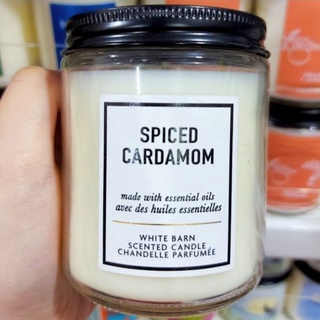 SPICED
CARDAMOM
made with essential oils
avec des huiles essentielles
WHITE BARN
SCENTED CANDLE
CHANDELLE PARFUMÉE